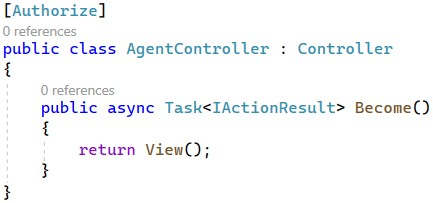 [Authorize]
0 references
public class AgentController : Controller
{
0 references
public async Task<IActionResult> Become()
{
return View();
}
}